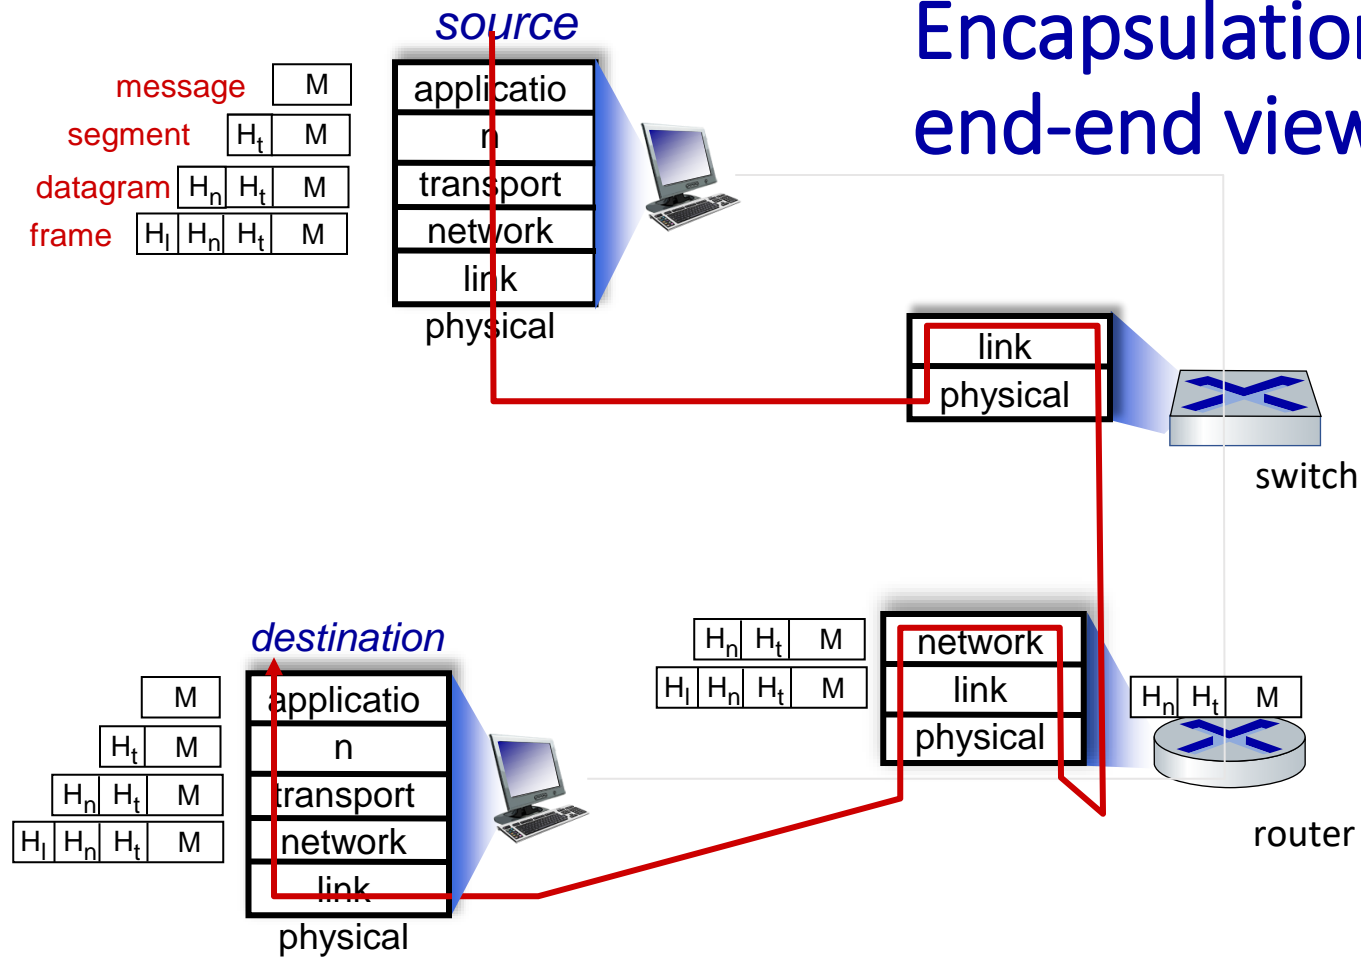 source
Encapsulation
end-end view
message M
segment Ht M
datagram Hn Ht M
frame Hl Hn Ht M
applicatio
n
transport
network
link
physical
link
physical
switch
destination
M
Ht M
Hn Ht M
Hl Hn Ht M
applicatio
n
transport
network
link
physical
Hn Ht M
Hl Hn Ht M
network
link
physical
Hn Ht M
router